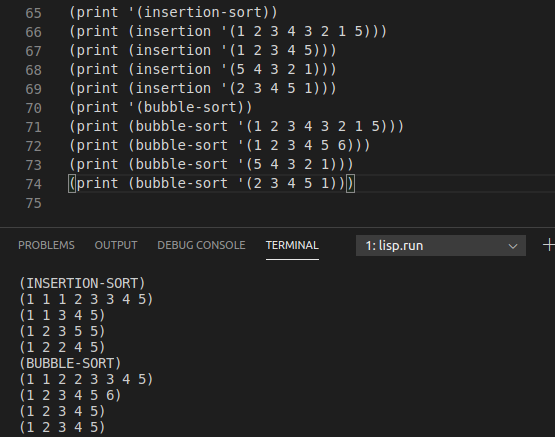 65 (print '(insertion-sort))
66 (print (insertion '(1 2 3 4 3 2 1 5)))
67 (print (insertion '(1 2 3 4 5)))
68 (print (insertion '(5 4 3 2 1)))
69 (print (insertion '(2 3 4 5 1)))
70 (print '(bubble-sort))
71 (print (bubble-sort '(1 2 3 4 3 2 1 5)))
72 (print (bubble-sort '(1 2 3 4 5 6)))
73 (print (bubble-sort '(5 4 3 2 1)))
74 (print (bubble-sort '(2 3 4 5 1)))
75
PROBLEMS OUTPUT DEBUG CONSOLE TERMINAL 1: lisp.run
(INSERTION-SORT)
(1 1 1 2 3 3 4 5)
(1 1 3 4 5)
(1 2 3 5 5)
(1 2 2 4 5)
(BUBBLE-SORT)
(1 1 2 2 3 3 4 5)
(1 2 3 4 5 6)
(1 2 3 4 5)
(1 2 3 4 5)